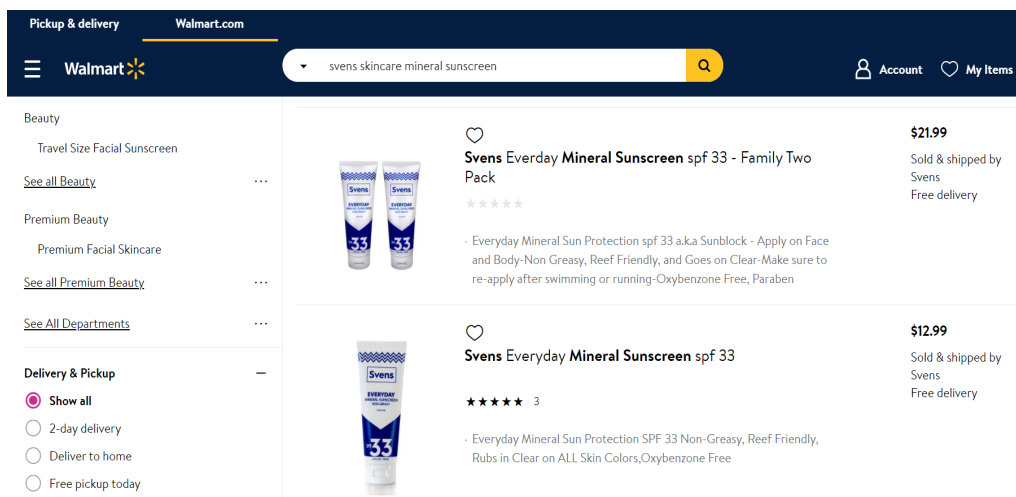 Pickup & delivery
Walmart.com
Walmart
svens skincare mineral sunscreen
Account
My Items
Beauty
Travel Size Facial Sunscreen
See all Beauty
...
Premium Beauty
Premium Facial Skincare
See all Premium Beauty
...
See All Departments
...
Delivery & Pickup
Show all
2-day delivery
Deliver to home
Free pickup today
Svens
EVERYDAY
33
Svens
EVERYDAY
33
Svens Everday Mineral Sunscreen spf 33 - Family Two
Pack
· Everyday Mineral Sun Protection spf 33 a.k.a Sunblock - Apply on Face
and Body-Non Greasy, Reef Friendly, and Goes on Clear-Make sure to
re-apply after swimming or running-Oxybenzone Free, Paraben
$21.99
Sold & shipped by
Svens
Free delivery
Svens
EVERYDAY
MINERAL SUNSCREEN
NON-GREASY
SPF 33
Svens Everyday Mineral Sunscreen spf 33
3
· Everyday Mineral Sun Protection SPF 33 Non-Greasy, Reef Friendly,
Rubs in Clear on ALL Skin Colors,Oxybenzone Free
$12.99
Sold & shipped by
Svens
Free delivery